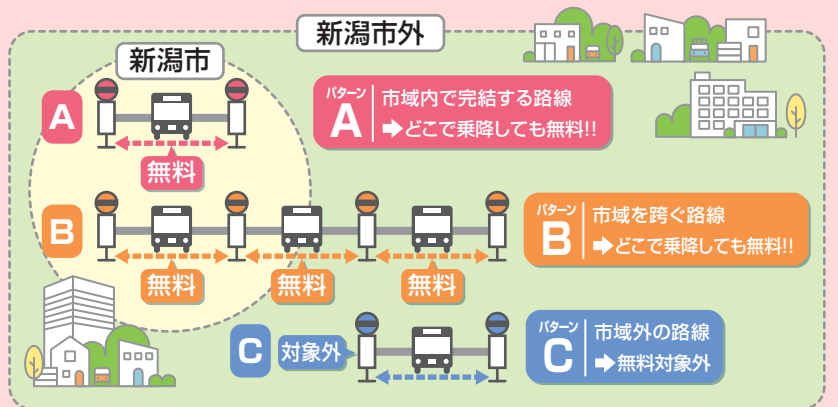 新潟市外
新潟市
A
無料
パターン
A
市域内で完結する路線
➡どこで乗降しても無料!!
B
無料
無料
無料
パターン
B
市域を跨ぐ路線
➡どこで乗降しても無料!!
C
対象外
パターン
C
市域外の路線
➡無料対象外